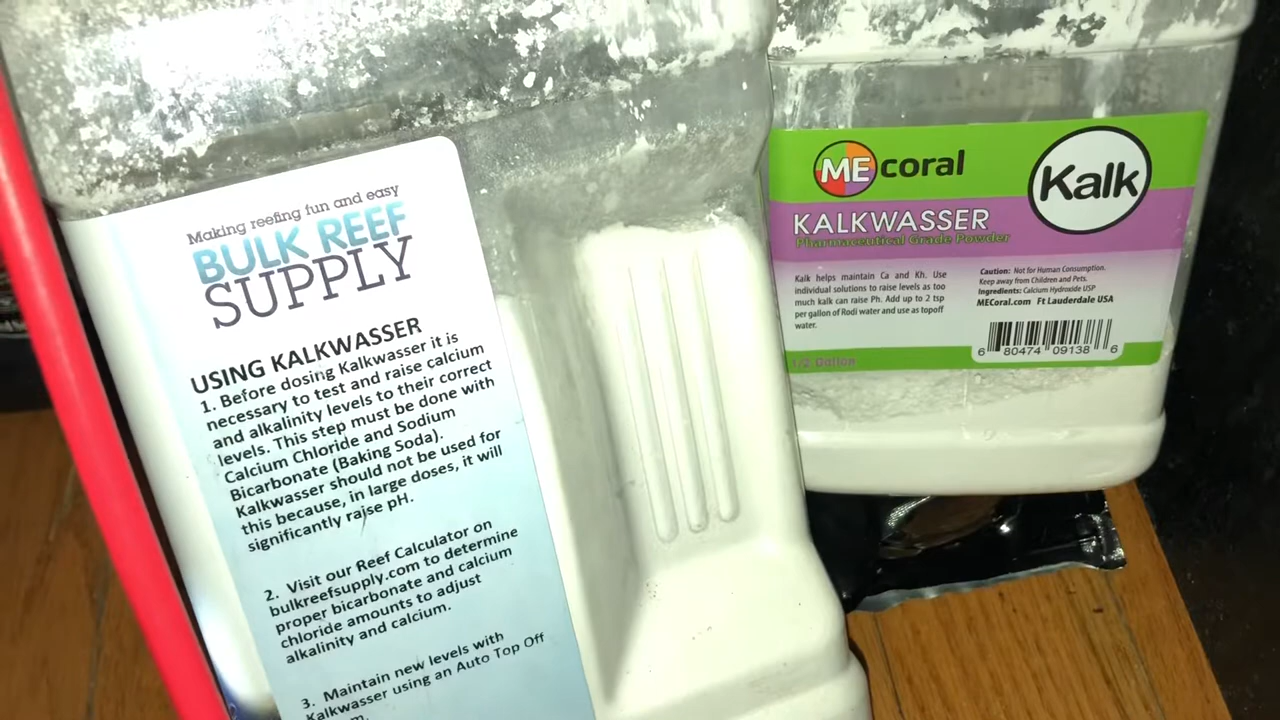 Making reefing fun and easy
BULK REEF
SUPPLY
USING KALKWASSER
1. Before dosing Kalkwasser it is
necessary to test and raise calcium
and alkalinity levels to their correct
levels. This step must be done with
Calcium Chloride and Sodium
Bicarbonate (Baking Soda).
Kalkwasser should not be used for
this because, in large doses, it will
significantly raise pH.
2. Visit our Reef Calculator on
bulkreefsupply.com to determine
proper bicarbonate and calcium
chloride amounts to adjust
alkalinity and calcium.
3. Maintain new levels with
Kalkwasser using an Auto Top Off
ME coral
Kalk
KALKWASSER
Pharmaceutical Grade Powder
Kalk helps maintain Ca and Kh. Use
individual solutions to raise levels as too
much kalk can raise Ph. Add up to 2 tsp
per gallon of Rodi water and use as topoff
water.
Caution: Not for Human Consumption.
Keep away from Children and Pets.
Ingredients: Calcium Hydroxide USP
MECoral.com Ft Lauderdale USA
6 80474 09138 6
1/2 Gallon